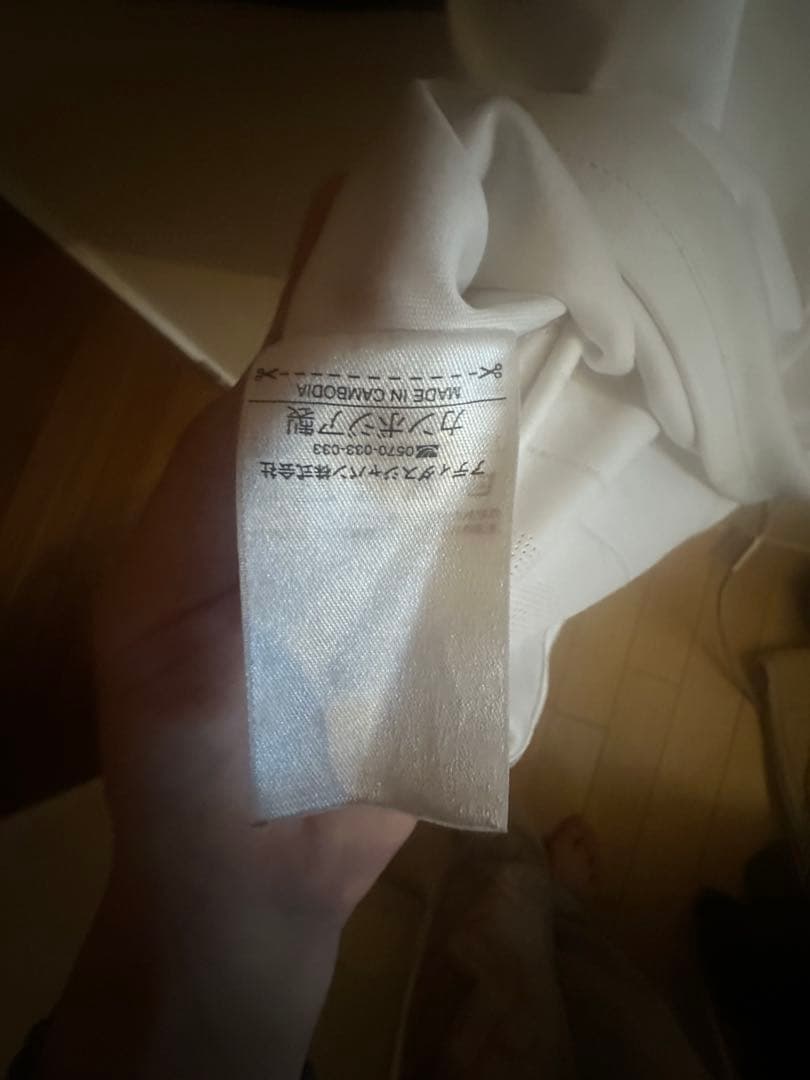 アディダスジャパン株式会社
☎0570-033-033
カンボジア製
MADE IN CAMBODIA